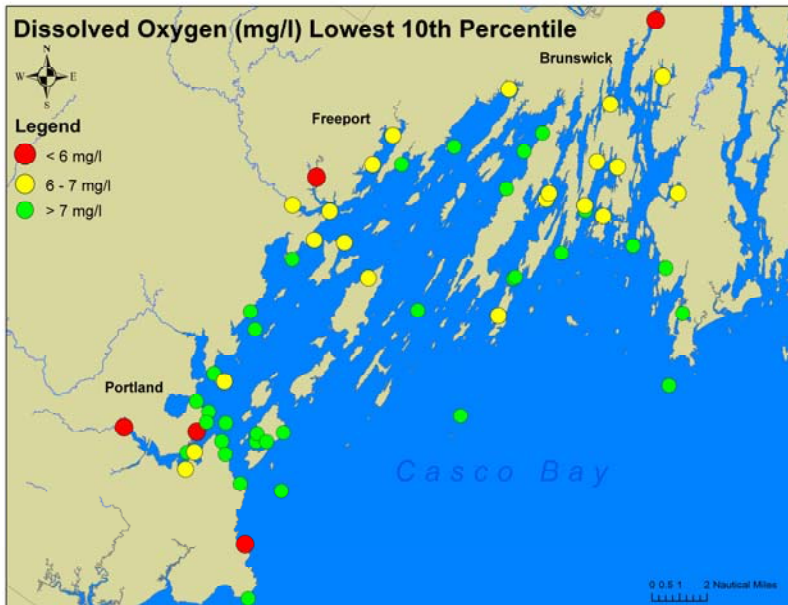 Dissolved Oxygen (mg/l) Lowest 10th Percentile
N
W E
S
Brunswick
Freeport
Legend
< 6 mg/l
6 - 7 mg/l
> 7 mg/l
Portland
Casco Bay
0 0.5 1 2 Nautical Miles